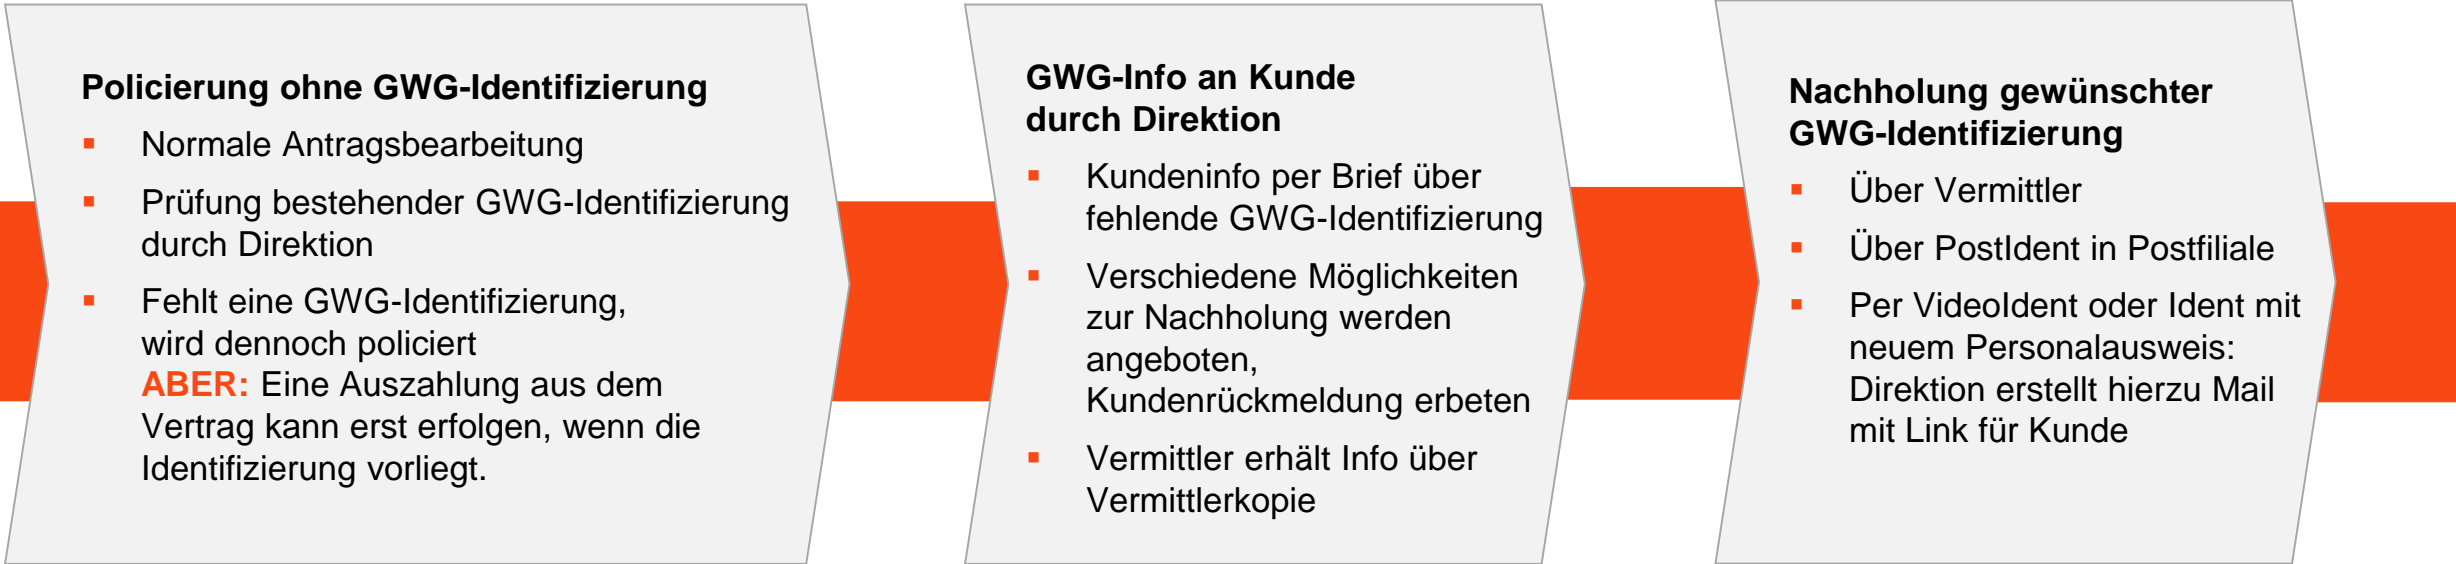 Policierung ohne GWG-Identifizierung
▪ Normale Antragsbearbeitung
▪ Prüfung bestehender GWG-Identifizierung
durch Direktion
▪ Fehlt eine GWG-Identifizierung,
wird dennoch policiert
ABER: Eine Auszahlung aus dem
Vertrag kann erst erfolgen, wenn die
Identifizierung vorliegt.
GWG-Info an Kunde
durch Direktion
▪ Kundeninfo per Brief über
fehlende GWG-Identifizierung
▪ Verschiedene Möglichkeiten
zur Nachholung werden
angeboten,
Kundenrückmeldung erbeten
▪ Vermittler erhält Info über
Vermittlerkopie
Nachholung gewünschter
GWG-Identifizierung
▪ Über Vermittler
▪ Über PostIdent in Postfiliale
▪ Per VideoIdent oder Ident mit
neuem Personalausweis:
Direktion erstellt hierzu Mail
mit Link für Kunde